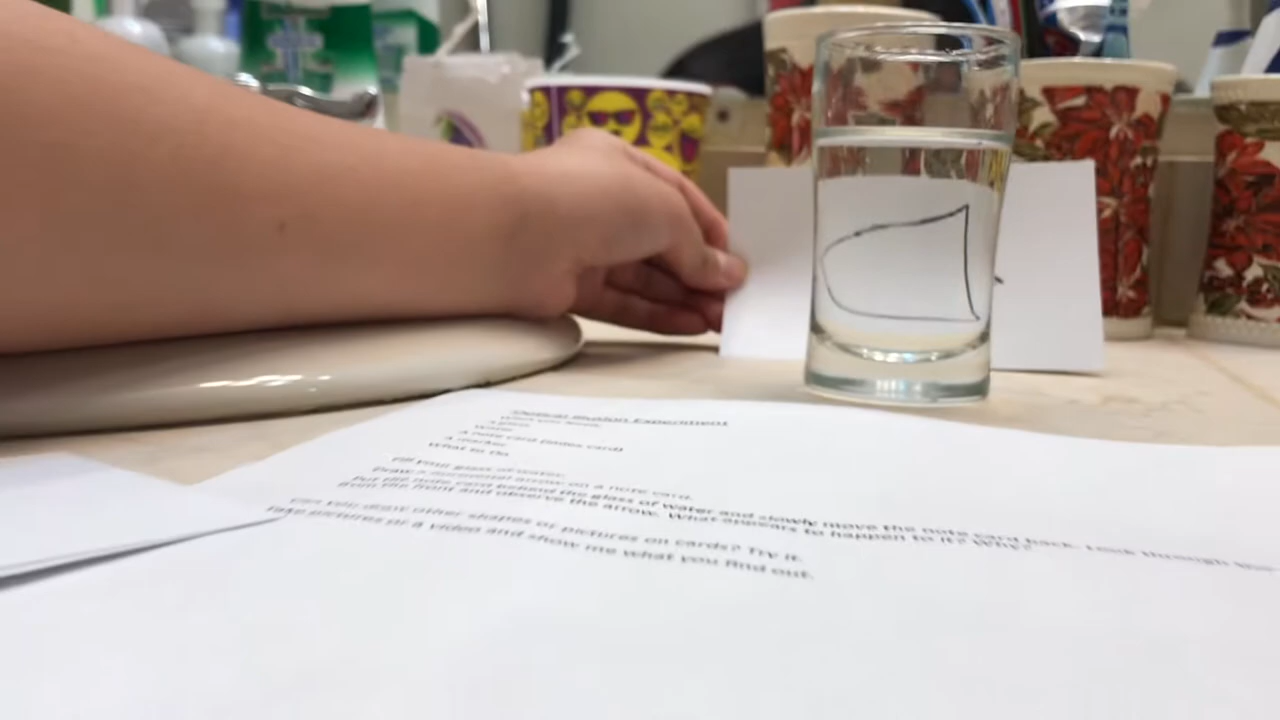 Optical Illusion Experiment
What you need:
A glass
Water
A note card (index card)
A marker
What to Do
Fill your glass of water.
Draw a horizontal arrow on a note card.
Put the note card behind the glass of water and slowly move the note card back. Look through the
from the front and observe the arrow. What appears to happen to it? Why?
Can you draw other shapes or pictures on cards? Try it.
Take pictures or a video and show me what you find out.